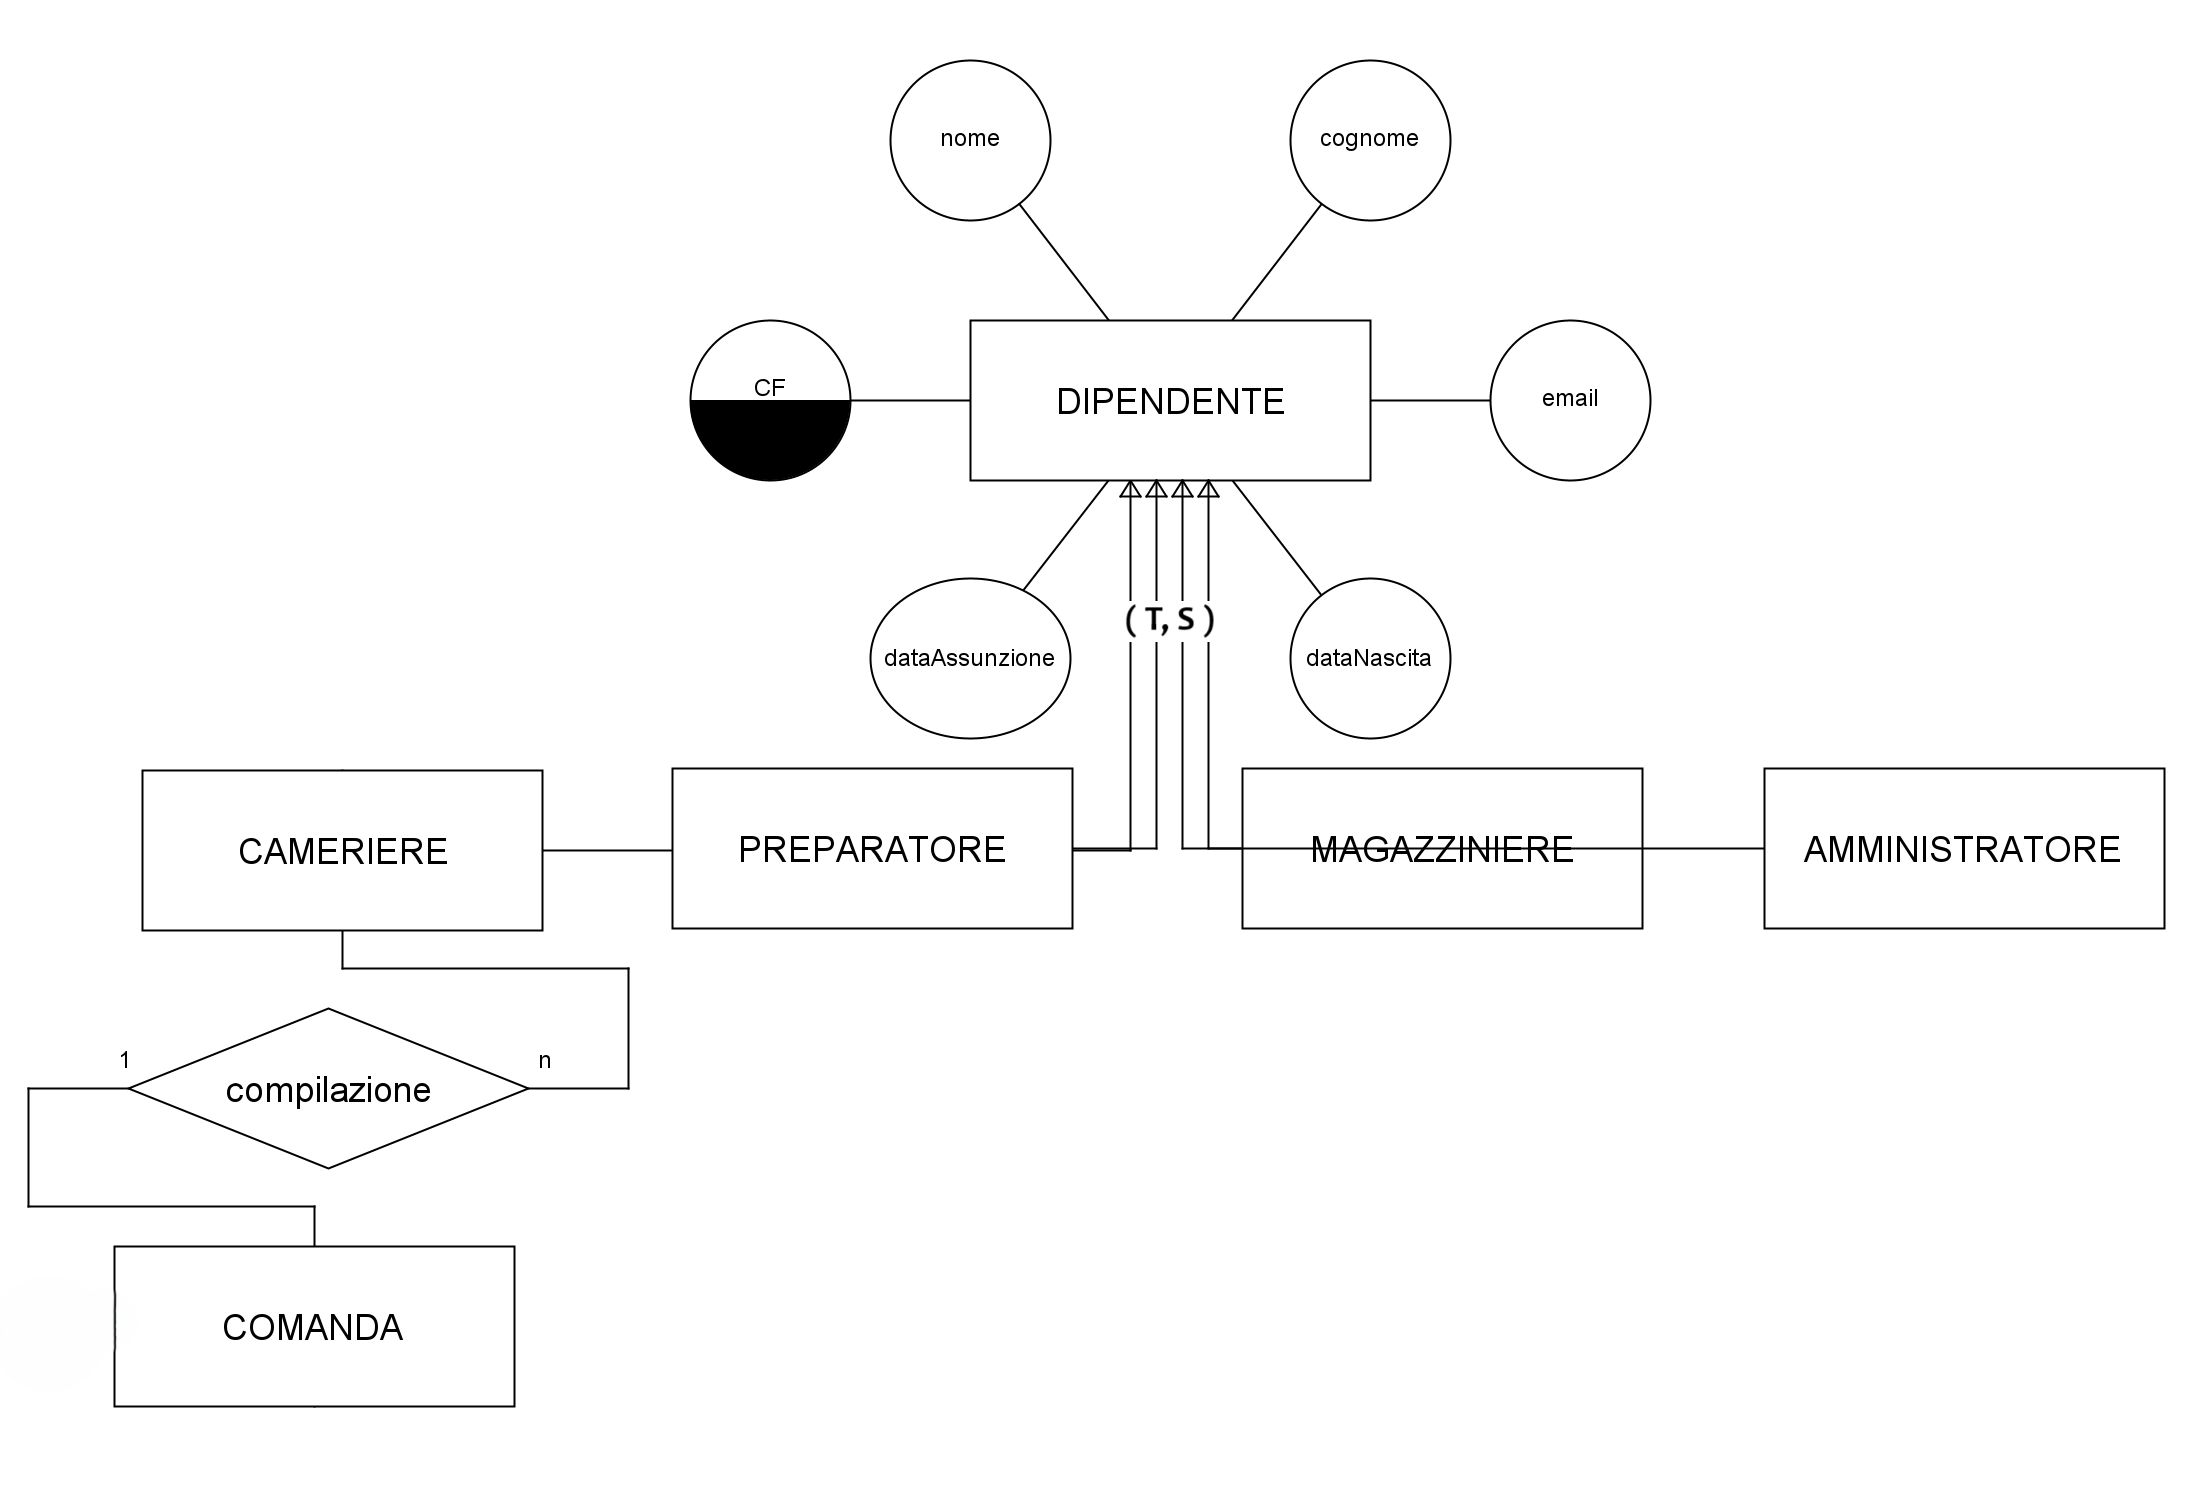 nome
cognome
CF
DIPENDENTE
email
( T, S )
dataAssunzione
dataNascita
CAMERIERE
PREPARATORE
MAGAZZINIERE
AMMINISTRATORE
1
n
compilazione
COMANDA